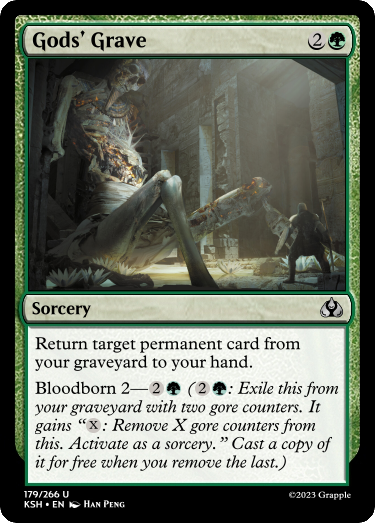 Gods’ Grave 2
Sorcery
Return target permanent card from
your graveyard to your hand.
Bloodborn 2—2 (2: Exile this from
your graveyard with two gore counters. It
gains “X: Remove X gore counters from
this. Activate as a sorcery.” Cast a copy of
it for free when you remove the last.)
179/266 U
KSH • EN Han Peng
©2023 Grapple